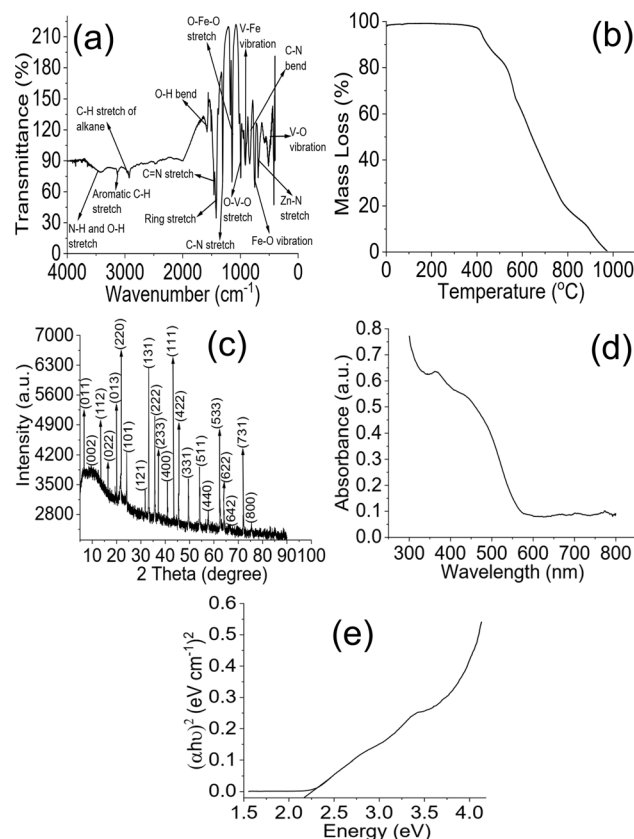 (a)
Transmittance (%)
210
180
150
120
90
60
30
0
O-Fe-O
stretch
V-Fe
vibration
C-N
bend
O-H bend
C-H stretch of
alkane
V-O
vibration
C=N stretch
Aromatic C-H
stretch
Ring stretch
O-V-O
stretch
Zn-N
stretch
N-H and O-H
stretch
C-N stretch
Fe-O vibration
4000 3000 2000 1000 0
Wavenumber (cm⁻¹)
(b)
Mass Loss (%)
100
80
60
40
20
0
0 200 400 600 800 1000
Temperature (°C)
(c)
Intensity (a.u.)
7000
6300
5600
4900
4200
3500
2800
(011)
(002)
(112)
(022)
(013)
(220)
(101)
(121)
(131)
(222)
(233)
(400)
(111)
(422)
(331)
(511)
(440)
(533)
(622)
(642)
(731)
(800)
10 20 30 40 50 60 70 80 90 100
2 Theta (degree)
(d)
Absorbance (a.u.)
0.8
0.7
0.6
0.5
0.4
0.3
0.2
0.1
0.0
300 400 500 600 700 800
Wavelength (nm)
(e)
(αhυ)² (eV cm⁻¹)²
0.6
0.5
0.4
0.3
0.2
0.1
0.0
1.5 2.0 2.5 3.0 3.5 4.0
Energy (eV)